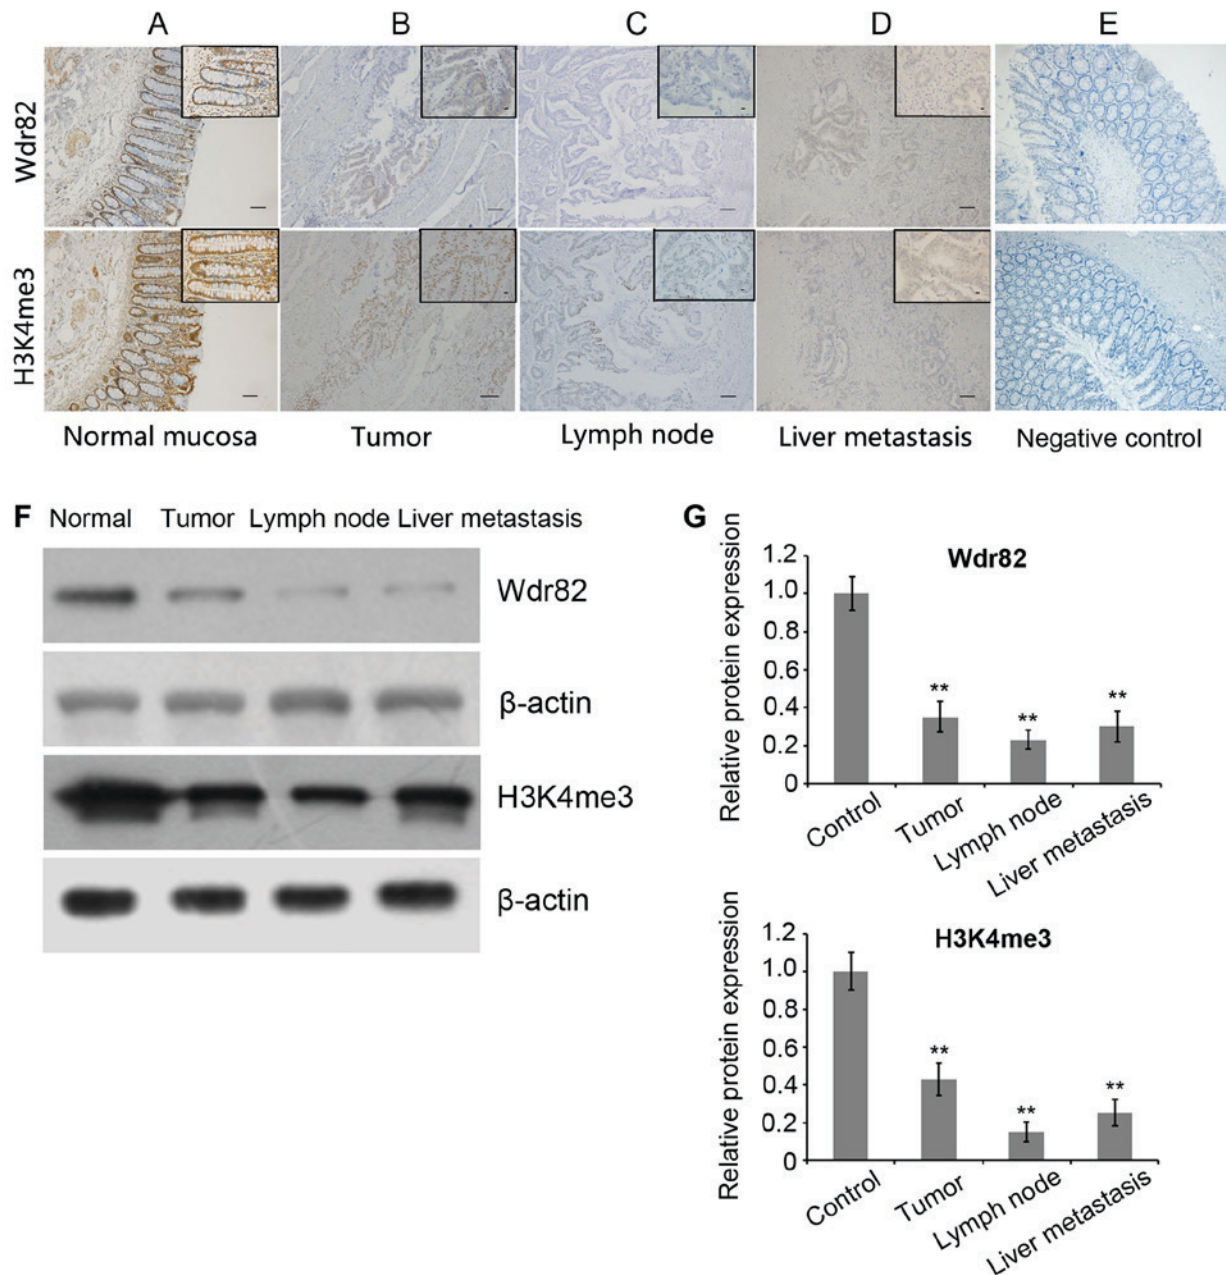 A B C D E
Wdr82
H3K4me3
Normal mucosa Tumor Lymph node Liver metastasis Negative control
F Normal Tumor Lymph node Liver metastasis
Wdr82
β-actin
H3K4me3
β-actin
G
Wdr82
Relative protein expression
1.2
1.0
0.8
0.6
0.4
0.2
0
**
**
**
Control
Tumor
Lymph node
Liver metastasis
H3K4me3
Relative protein expression
1.2
1.0
0.8
0.6
0.4
0.2
0
**
**
**
Control
Tumor
Lymph node
Liver metastasis